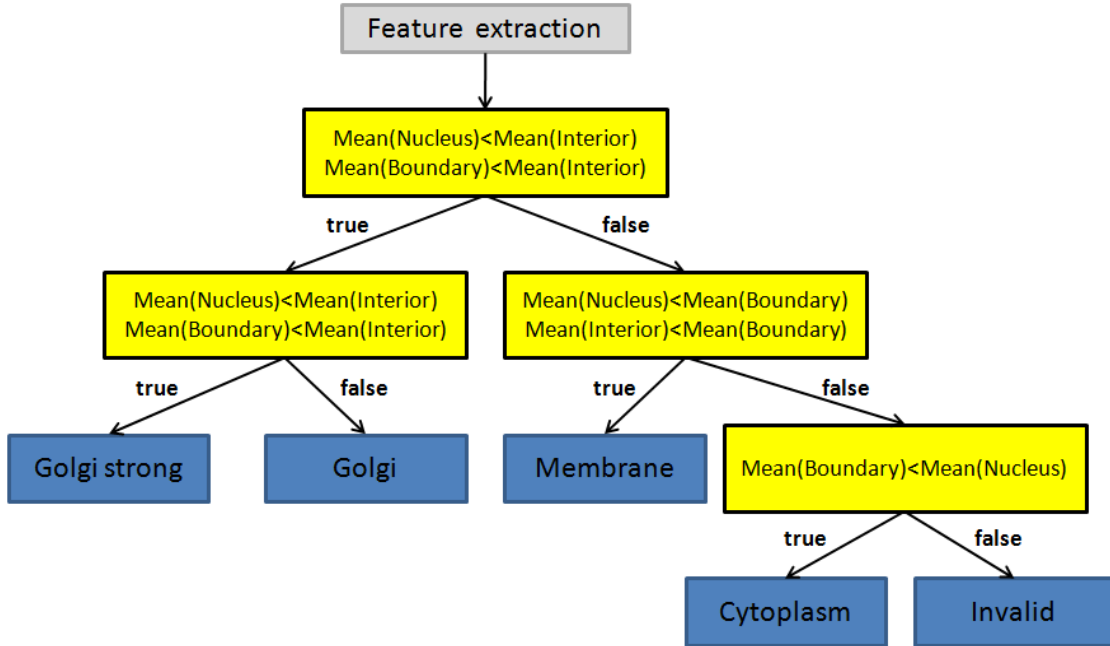 Feature extraction
Mean(Nucleus)<Mean(Interior)
Mean(Boundary)<Mean(Interior)
true
false
Mean(Nucleus)<Mean(Interior)
Mean(Boundary)<Mean(Interior)
Mean(Nucleus)<Mean(Boundary)
Mean(Interior)<Mean(Boundary)
true
false
true
false
Golgi strong
Golgi
Membrane
Mean(Boundary)<Mean(Nucleus)
true
false
Cytoplasm
Invalid